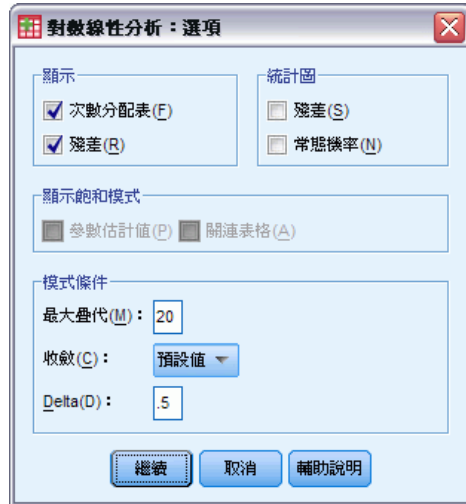 對數線性分析：選項
顯示
次數分配表(F)
殘差(R)
統計圖
殘差(S)
常態機率(N)
顯示飽和模式
參數估計值(P) 關連表格(A)
模式條件
最大疊代(M)： 20
收斂(C)： 預設值
Delta(D)： .5
繼續 取消 輔助說明